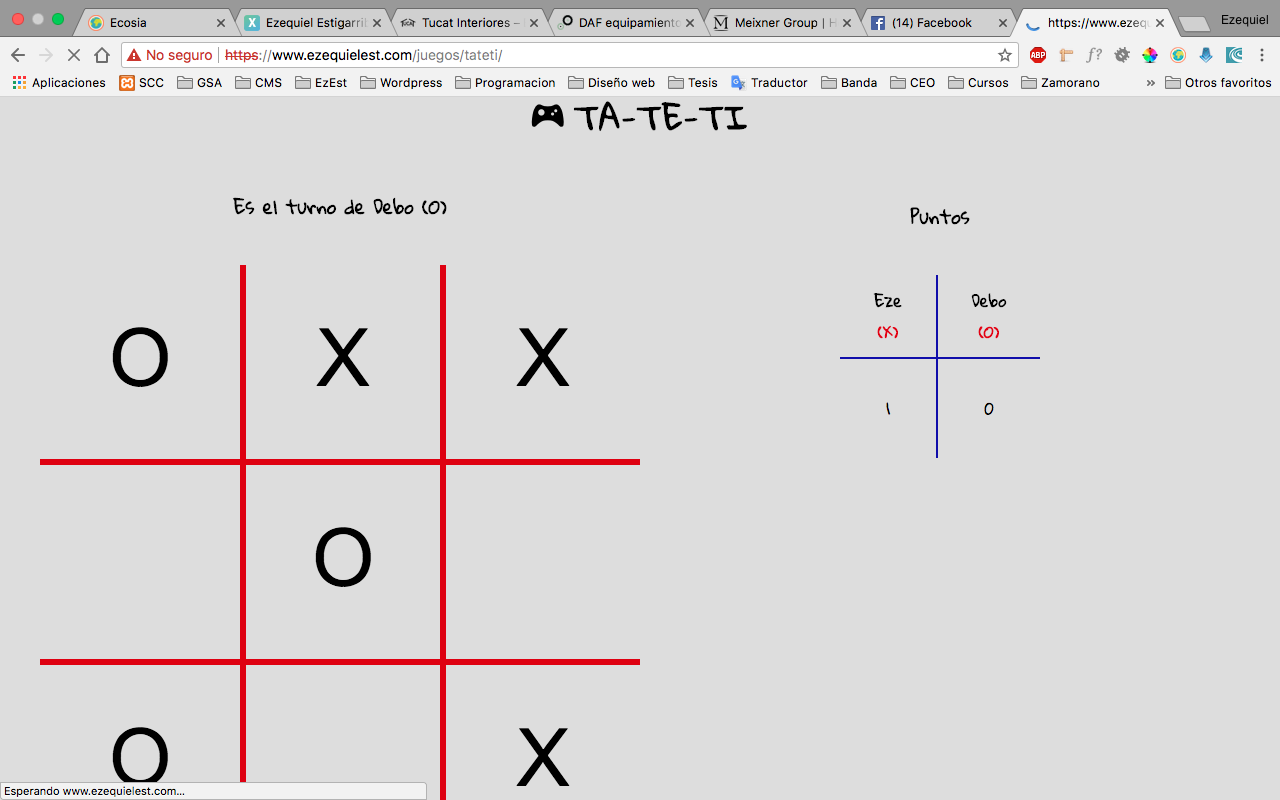 Ecosia
Ezequiel Estigarri
Tucat Interiores –
DAF equipamiento
Meixner Group | H
(14) Facebook
https://www.ezeq
Ezequiel
No seguro
https://www.ezequielest.com/juegos/tateti/
ABP
f?
Aplicaciones
SCC
GSA
CMS
EzEst
Wordpress
Programacion
Diseño web
Tesis
Traductor
Banda
CEO
Cursos
Zamorano
»
Otros favoritos
TA-TE-TI
Es el turno de Debo (O)
Puntos
Eze Debo
(X) (O)
1 0
O X X
O
O X
Esperando www.ezequielest.com...